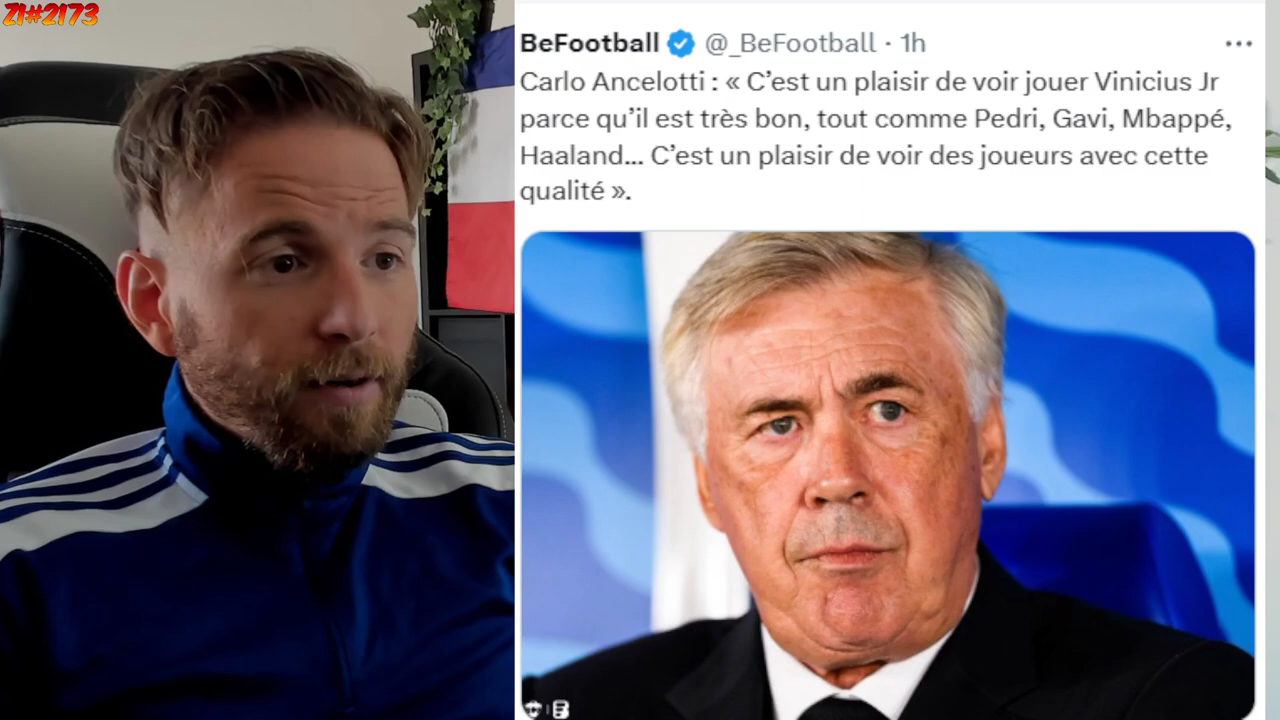 ZI#2173
BeFootball @_BeFootball · 1h
Carlo Ancelotti : « C’est un plaisir de voir jouer Vinicius Jr
parce qu’il est très bon, tout comme Pedri, Gavi, Mbappé,
Haaland... C’est un plaisir de voir des joueurs avec cette
qualité ».